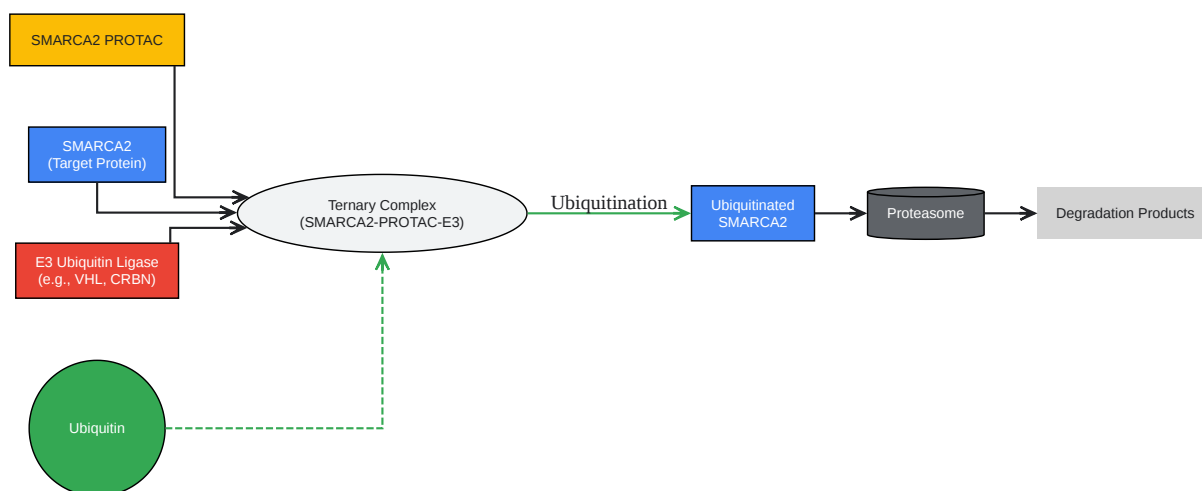 SMARCA2 PROTAC
SMARCA2
(Target Protein)
E3 Ubiquitin Ligase
(e.g., VHL, CRBN)
Ubiquitin
Ternary Complex
(SMARCA2-PROTAC-E3)
Ubiquitination
Ubiquitinated
SMARCA2
Proteasome
Degradation Products